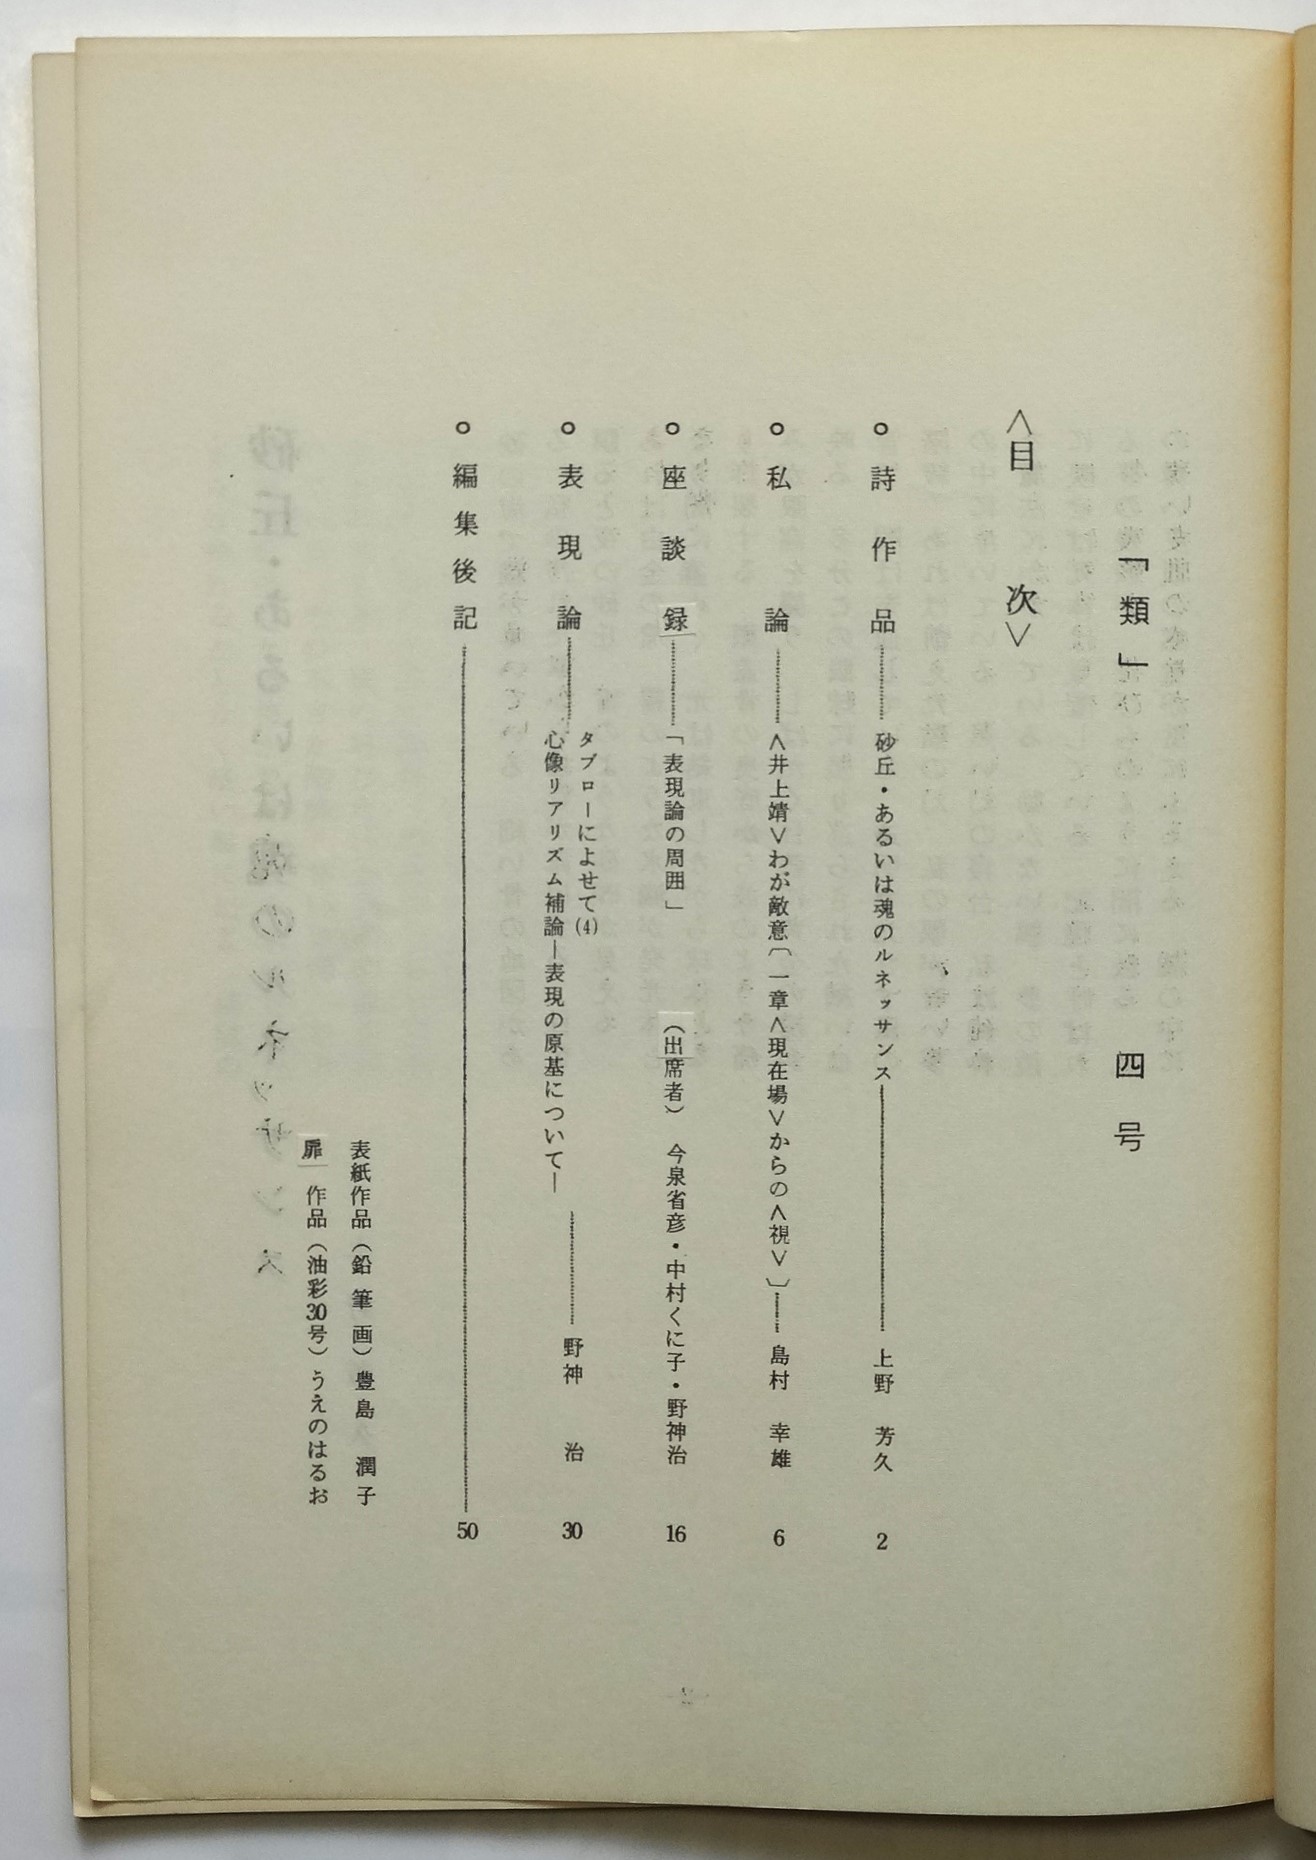 「類」　四号
＜目　次＞
○詩作品┈┈砂丘・あるいは魂のルネッサンス┈┈上野　芳久　2
○私論┈┈＜井上靖＞わが敵意〔一章＜現在場＞からの＜視＞〕┈┈島村　幸雄　6
○座談録┈┈「表現論の周囲」（出席者）今泉省彦・中村くに子・野神治　16
○表現論┈┈タブローによせて(4)
心像リアリズム補論―表現の原基について―┈┈野神　治　30
○編集後記┈┈50
表紙作品（鉛筆画）豊島　潤子
扉　作品（油彩30号）うえのはるお